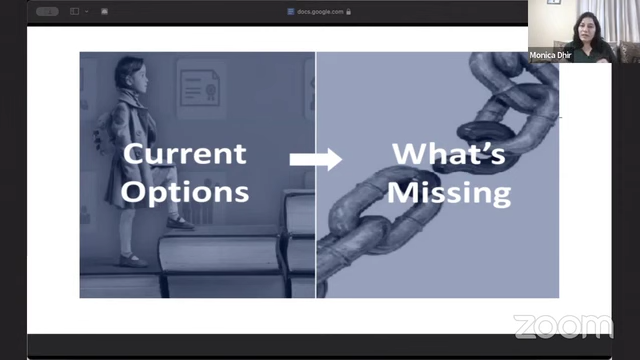 docs.google.com
Monica Dhir
Current
Options
What's
Missing
zoom